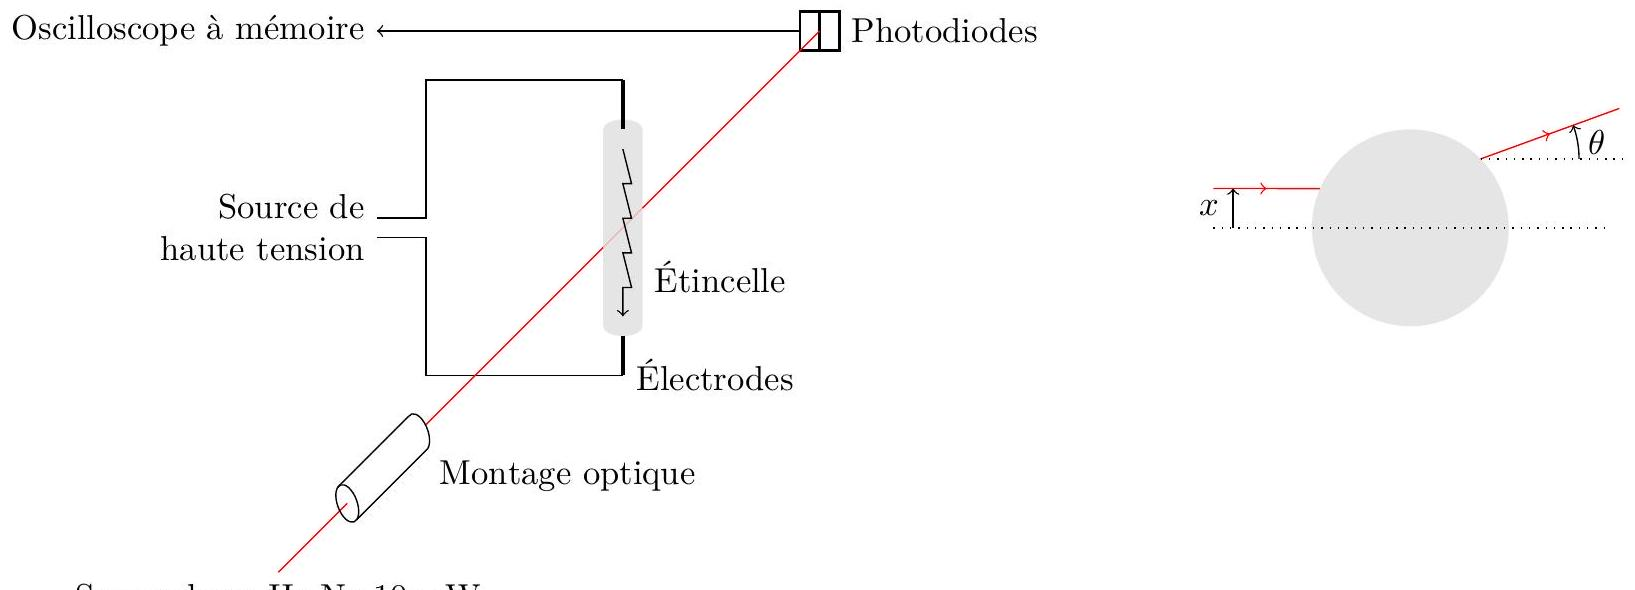 Oscilloscope à mémoire
Photodiodes
Source de
haute tension
Étincelle
Électrodes
Montage optique
x
θ